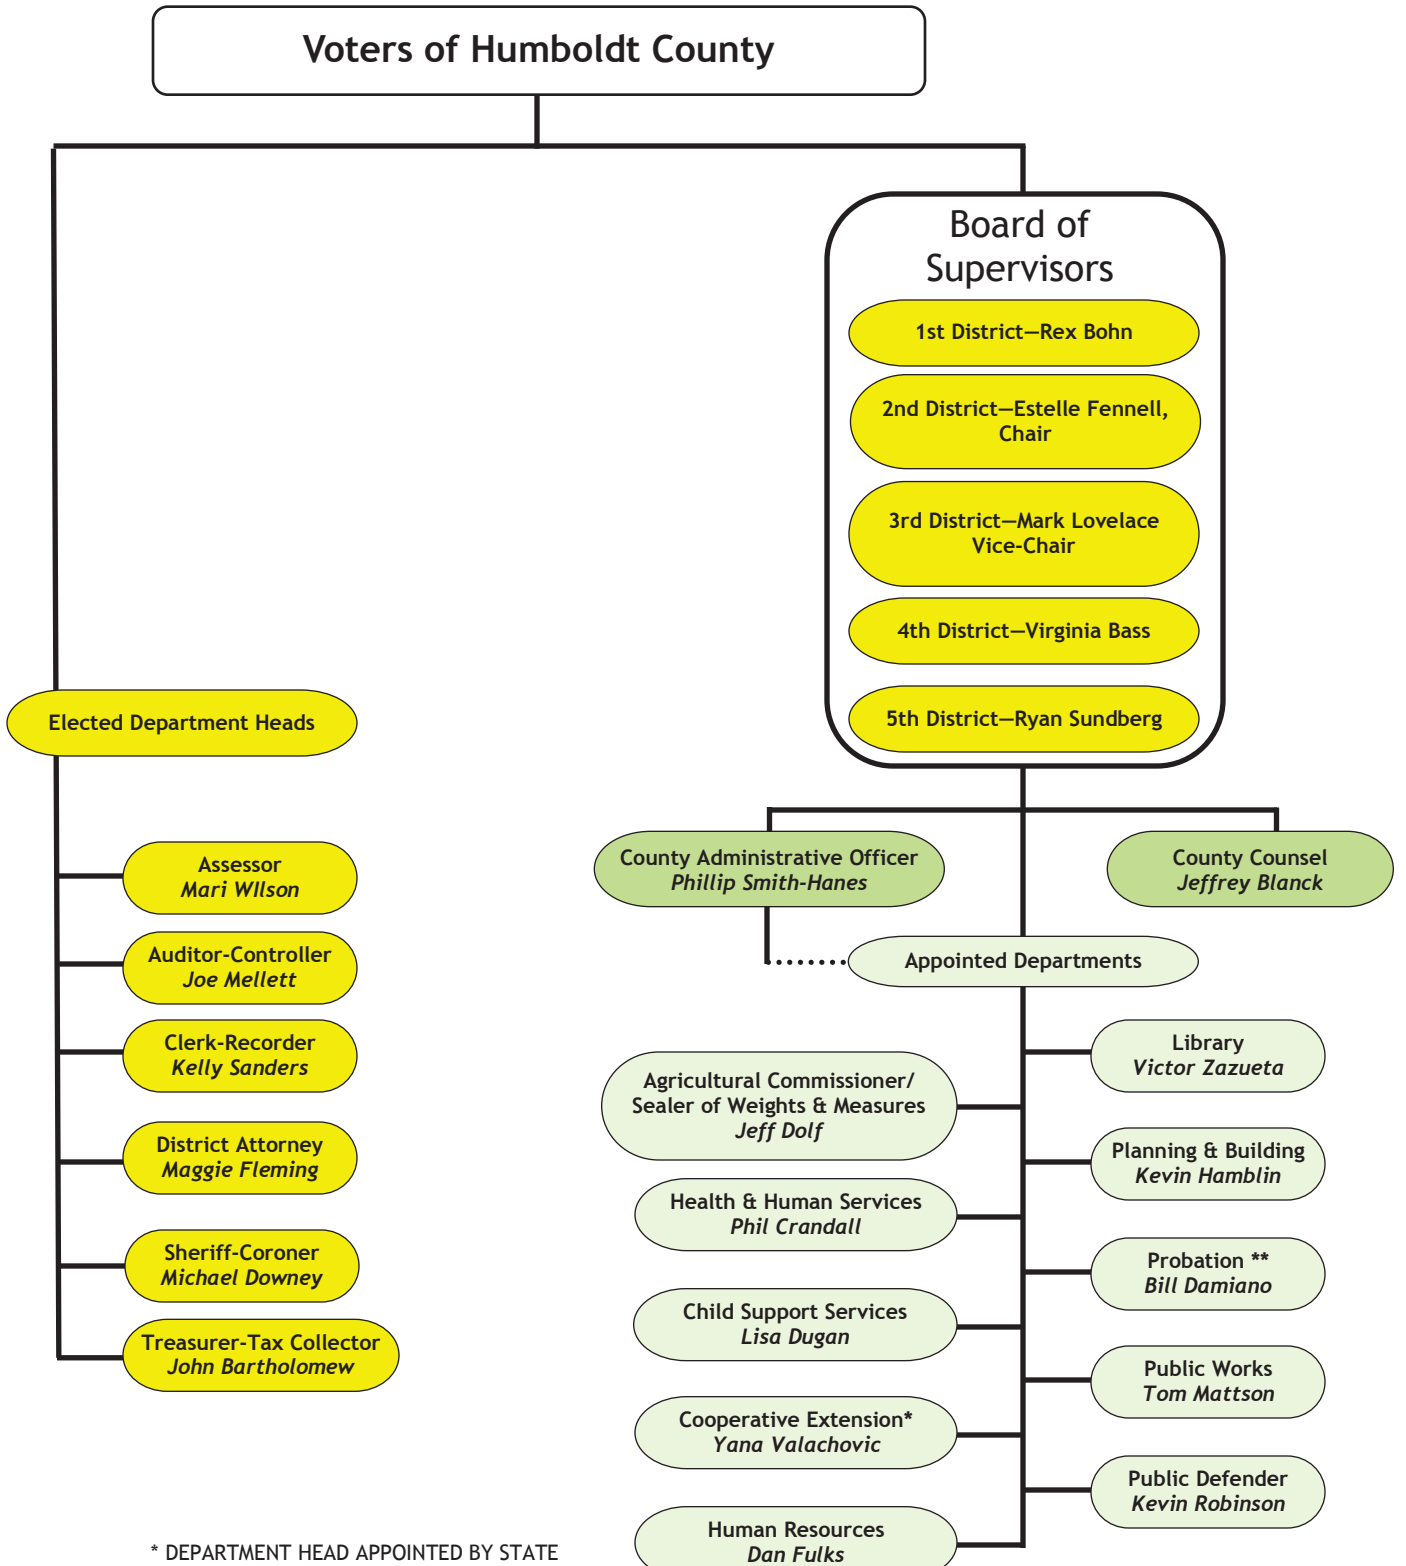 Voters of Humboldt County
Board of
Supervisors
1st District—Rex Bohn
2nd District—Estelle Fennell,
Chair
3rd District—Mark Lovelace
Vice-Chair
4th District—Virginia Bass
5th District—Ryan Sundberg
Elected Department Heads
Assessor
Mari WIlson
Auditor-Controller
Joe Mellett
Clerk-Recorder
Kelly Sanders
District Attorney
Maggie Fleming
Sheriff-Coroner
Michael Downey
Treasurer-Tax Collector
John Bartholomew
County Administrative Officer
Phillip Smith-Hanes
County Counsel
Jeffrey Blanck
Appointed Departments
Agricultural Commissioner/
Sealer of Weights & Measures
Jeff Dolf
Health & Human Services
Phil Crandall
Child Support Services
Lisa Dugan
Cooperative Extension*
Yana Valachovic
Human Resources
Dan Fulks
Library
Victor Zazueta
Planning & Building
Kevin Hamblin
Probation **
Bill Damiano
Public Works
Tom Mattson
Public Defender
Kevin Robinson
* DEPARTMENT HEAD APPOINTED BY STATE